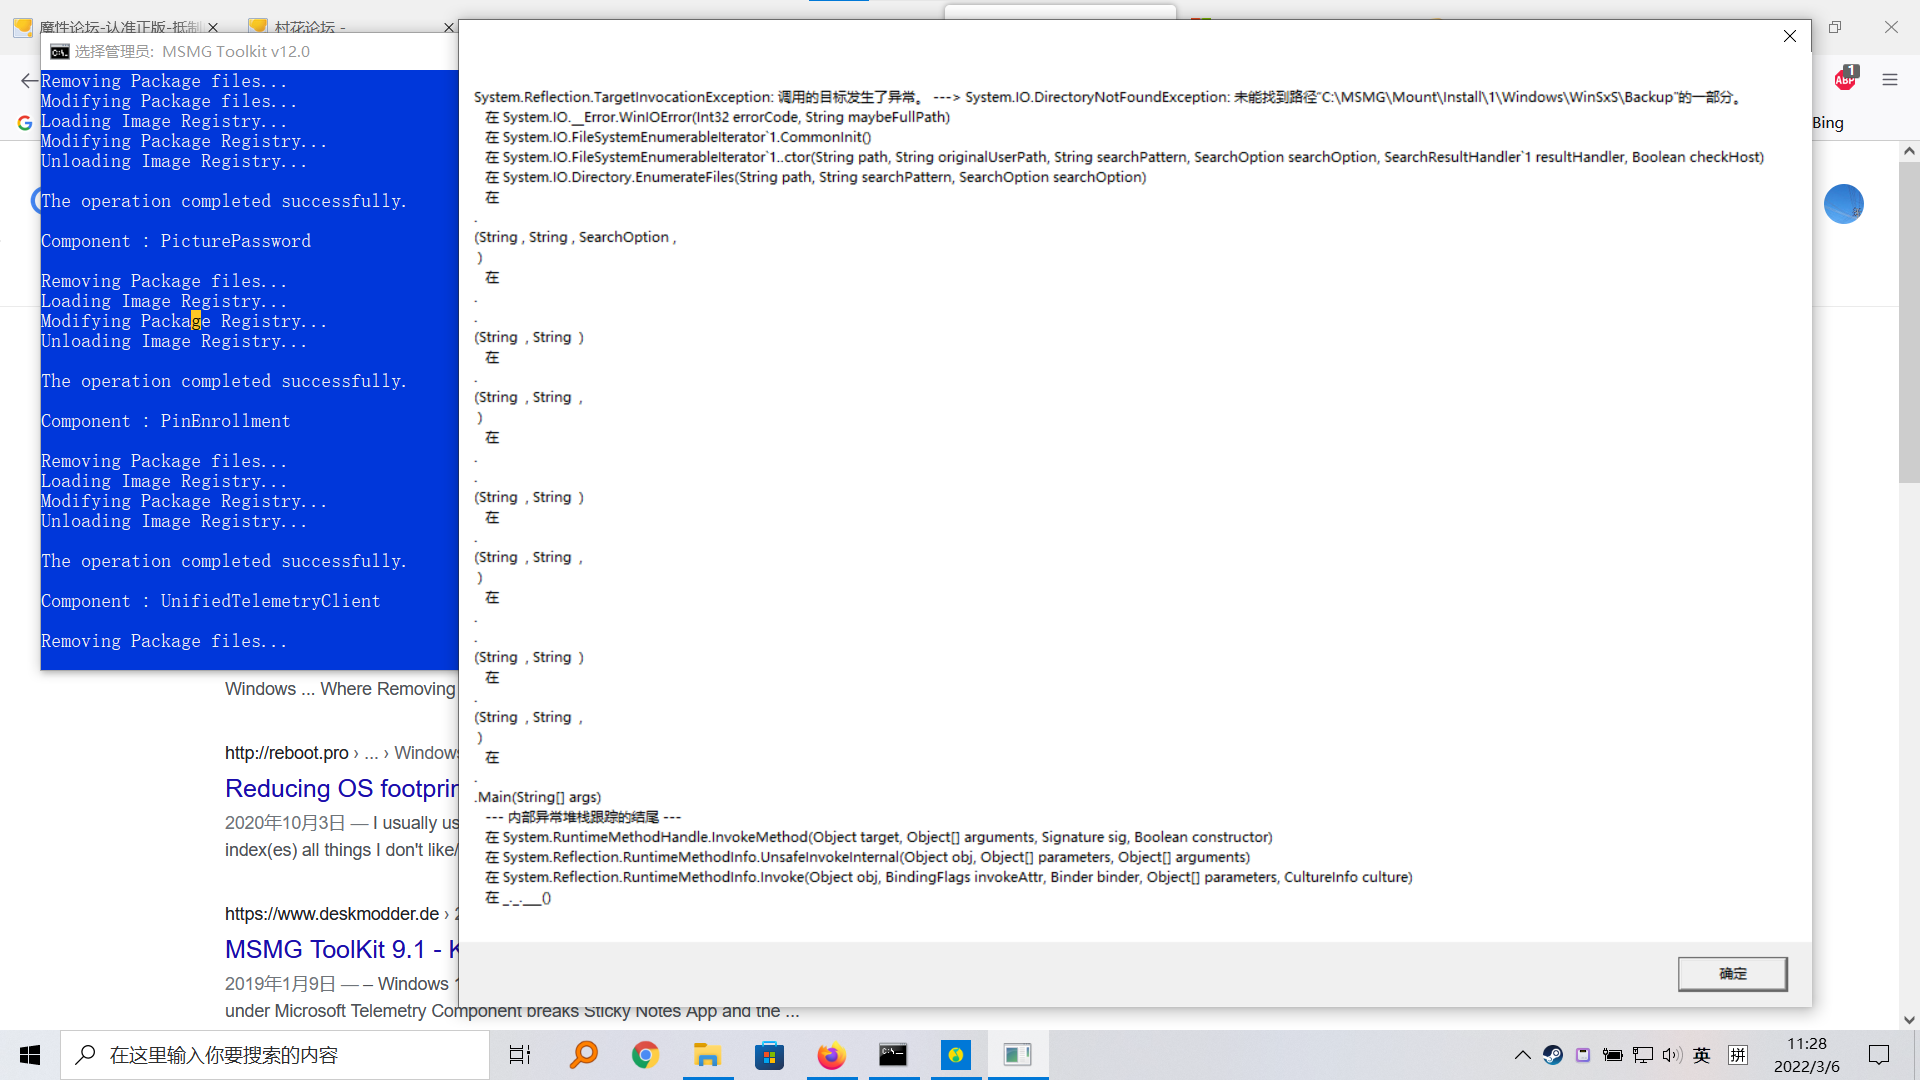 魔性论坛-认准正版-抵制
村花论坛 -
选择管理员: MSMG Toolkit v12.0
Removing Package files...
Modifying Package files...
Loading Image Registry...
Modifying Package Registry...
Unloading Image Registry...
The operation completed successfully.
Component : PicturePassword
Removing Package files...
Loading Image Registry...
Modifying Package Registry...
Unloading Image Registry...
The operation completed successfully.
Component : PinEnrollment
Removing Package files...
Loading Image Registry...
Modifying Package Registry...
Unloading Image Registry...
The operation completed successfully.
Component : UnifiedTelemetryClient
Removing Package files...
System.Reflection.TargetInvocationException: 调用的目标发生了异常。 ---> System.IO.DirectoryNotFoundException: 未能找到路径“C:\MSMG\Mount\Install\1\Windows\WinSxS\Backup”的一部分。
在 System.IO.__Error.WinIOError(Int32 errorCode, String maybeFullPath)
在 System.IO.FileSystemEnumerableIterator`1.CommonInit()
在 System.IO.FileSystemEnumerableIterator`1..ctor(String path, String originalUserPath, String searchPattern, SearchOption searchOption, SearchResultHandler`1 resultHandler, Boolean checkHost)
在 System.IO.Directory.EnumerateFiles(String path, String searchPattern, SearchOption searchOption)
在
.
(String , String , SearchOption ,
)
在
.
.
(String , String )
在
.
(String , String ,
)
在
.
.
(String , String )
在
.
(String , String ,
)
在
.
.
(String , String )
在
.
(String , String ,
)
在
.
.Main(String[] args)
--- 内部异常堆栈跟踪的结尾 ---
在 System.RuntimeMethodHandle.InvokeMethod(Object target, Object[] arguments, Signature sig, Boolean constructor)
在 System.Reflection.RuntimeMethodInfo.UnsafeInvokeInternal(Object obj, Object[] parameters, Object[] arguments)
在 System.Reflection.RuntimeMethodInfo.Invoke(Object obj, BindingFlags invokeAttr, Binder binder, Object[] parameters, CultureInfo culture)
在 _._.___()
确定
ABP
1
Bing
Windows ... Where Removing
http://reboot.pro › ... › Windows
Reducing OS footprin
2020年10月3日 — I usually us
index(es) all things I don't like/
https://www.deskmodder.de › 2
MSMG ToolKit 9.1 - K
2019年1月9日 — – Windows 1
under Microsoft Telemetry Component breaks Sticky Notes App and the ...
在这里输入你要搜索的内容
英
拼
11:28
2022/3/6